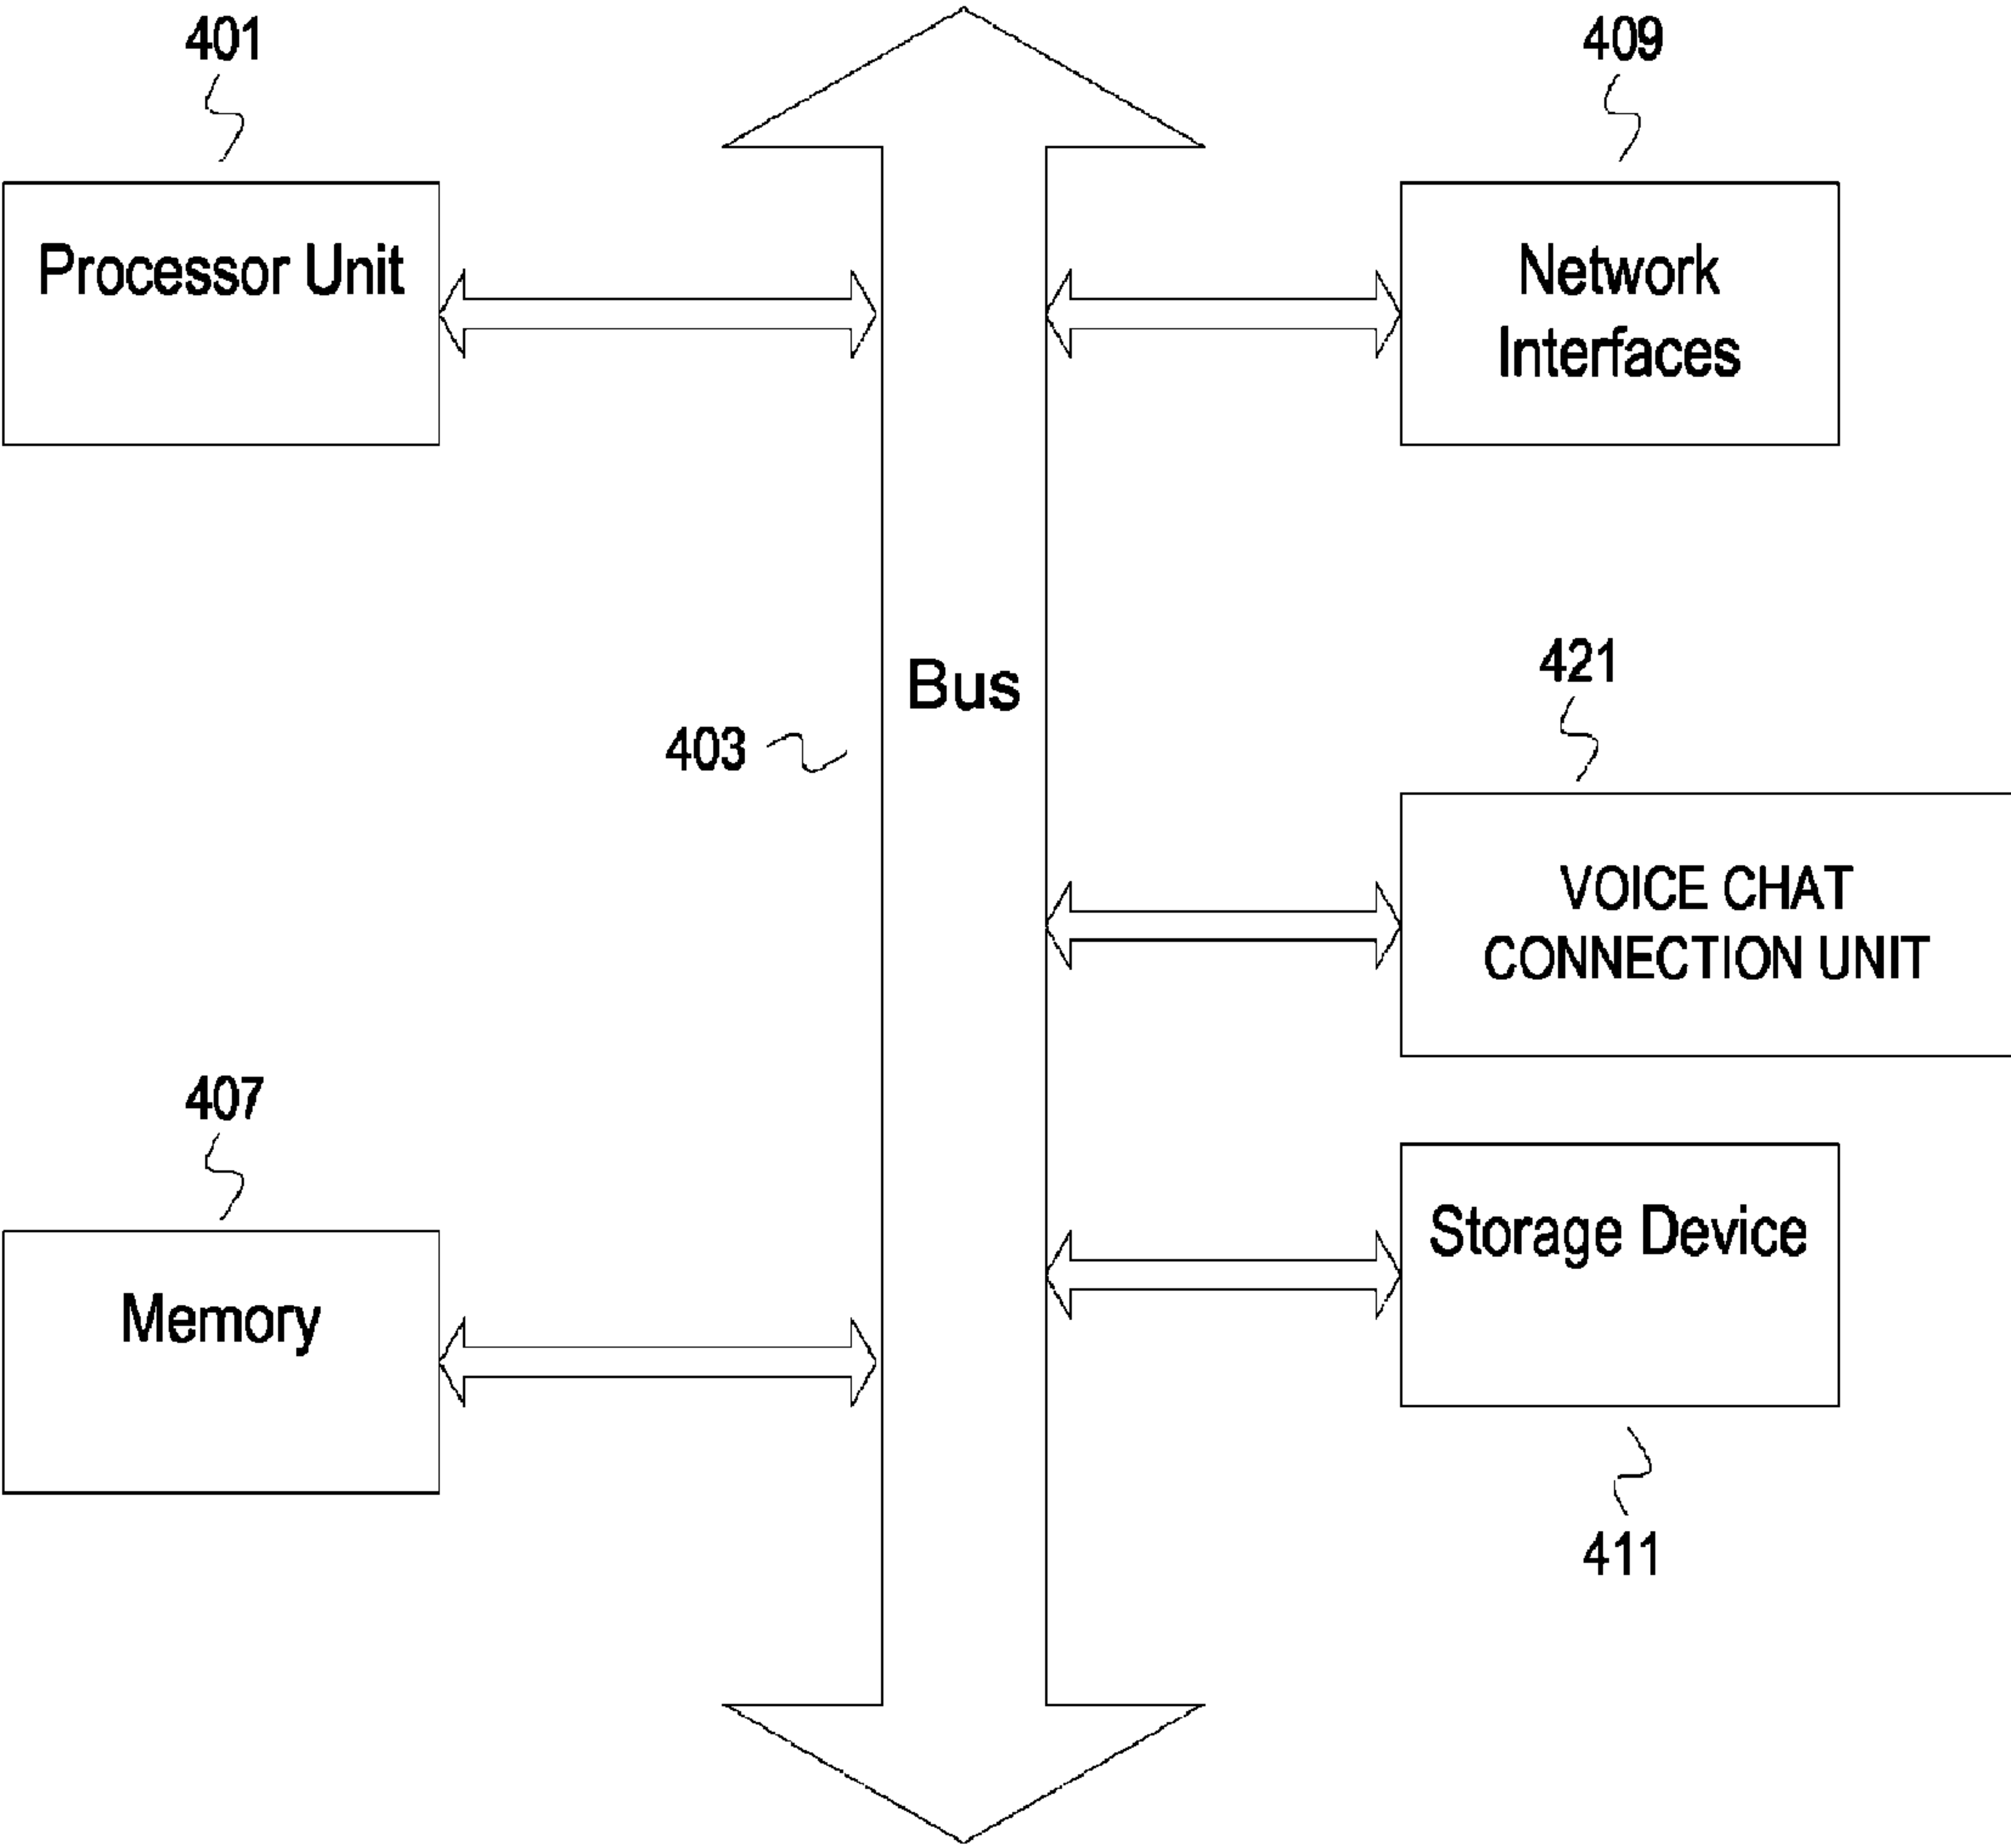 401
409
Processor Unit
Network
Interfaces
Bus
421
403
VOICE CHAT
CONNECTION UNIT
407
Storage Device
Memory
411